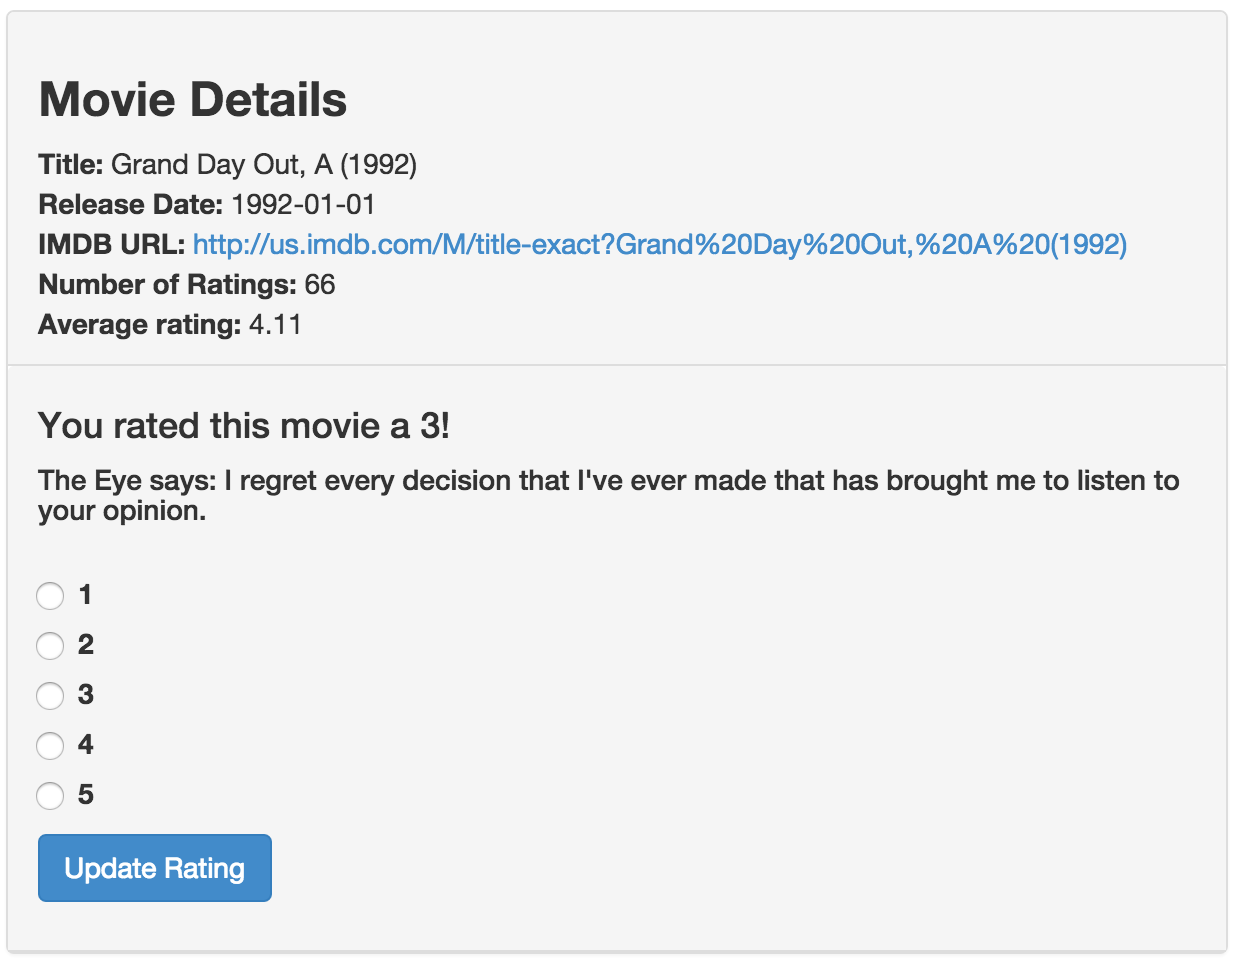 Movie Details
Title: Grand Day Out, A (1992)
Release Date: 1992-01-01
IMDB URL: http://us.imdb.com/M/title-exact?Grand%20Day%20Out,%20A%20(1992)
Number of Ratings: 66
Average rating: 4.11
You rated this movie a 3!
The Eye says: I regret every decision that I've ever made that has brought me to listen to
your opinion.
1
2
3
4
5
Update Rating